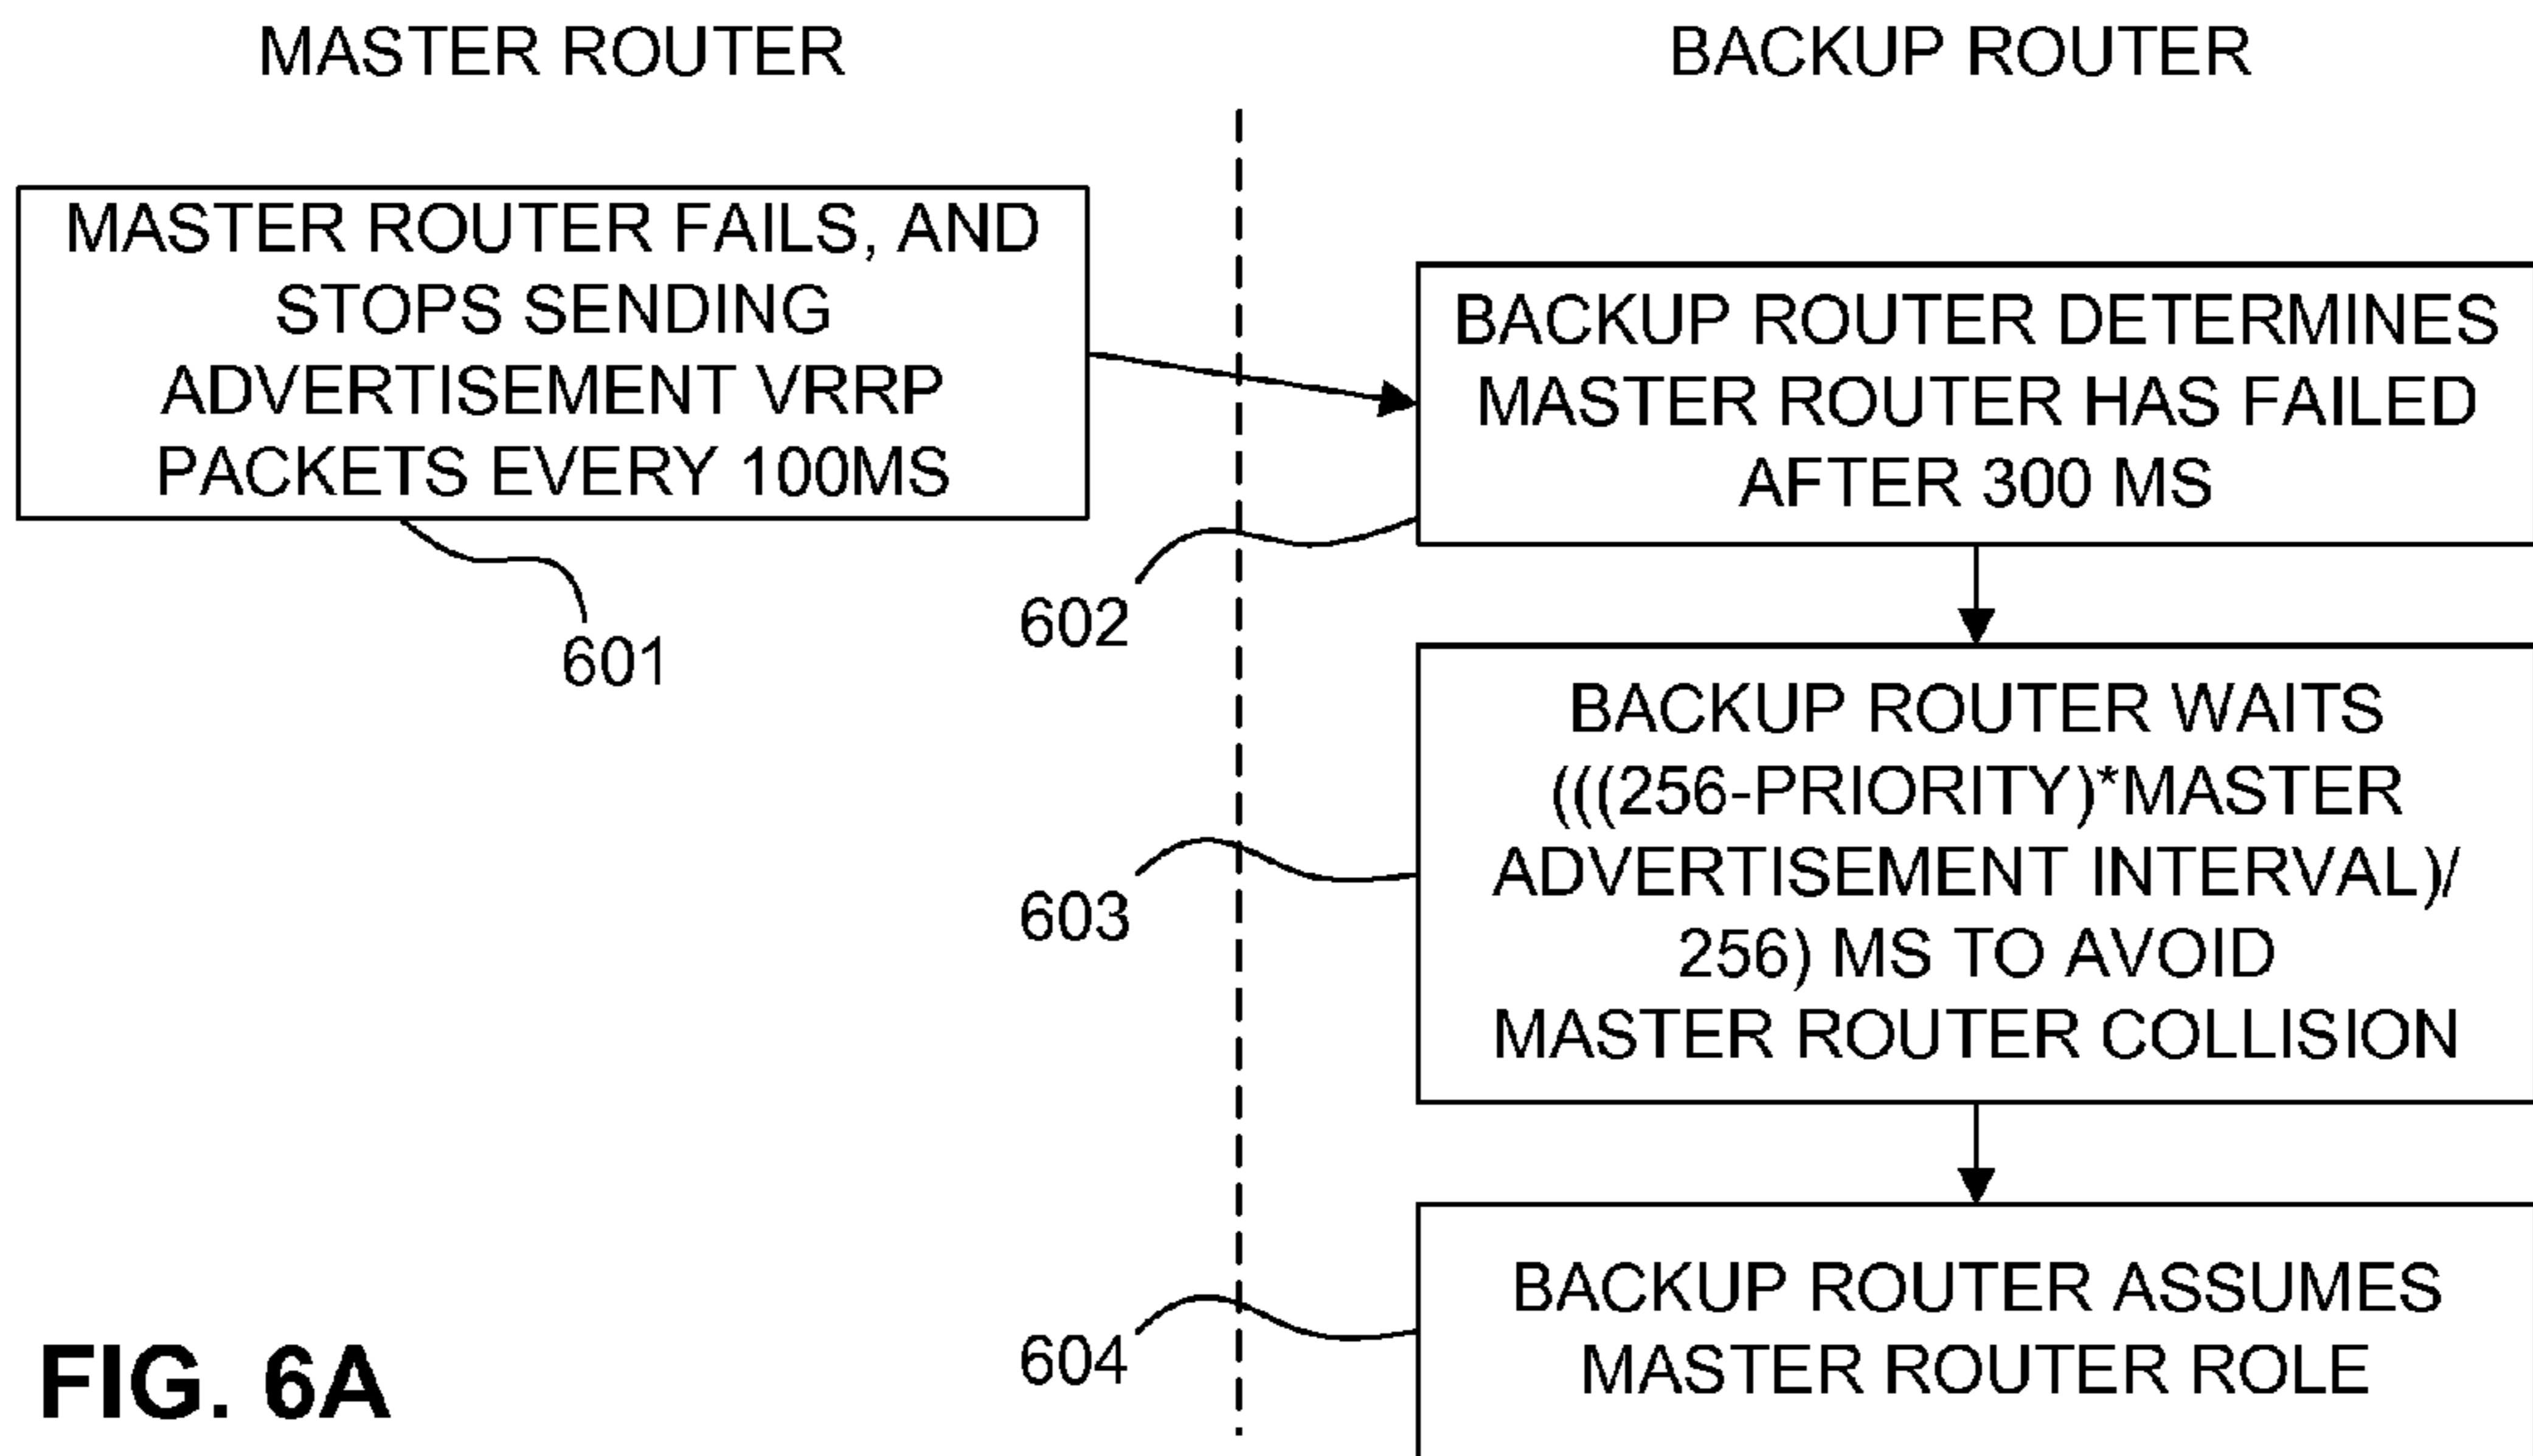 MASTER ROUTER
BACKUP ROUTER
MASTER ROUTER FAILS, AND
STOPS SENDING
ADVERTISEMENT VRRP
PACKETS EVERY 100MS
601
BACKUP ROUTER DETERMINES
MASTER ROUTER HAS FAILED
AFTER 300 MS
602
BACKUP ROUTER WAITS
(((256-PRIORITY)*MASTER
ADVERTISEMENT INTERVAL)/
256) MS TO AVOID
MASTER ROUTER COLLISION
603
BACKUP ROUTER ASSUMES
MASTER ROUTER ROLE
604
FIG. 6A